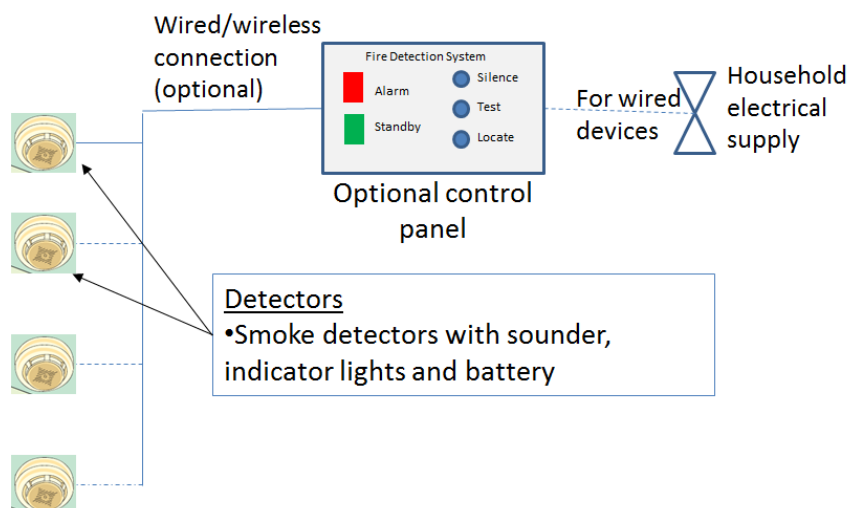 Wired/wireless
connection
(optional)
Fire Detection System
Alarm
Standby
Silence
Test
Locate
For wired
devices
Household
electrical
supply
Optional control
panel
Detectors
•Smoke detectors with sounder,
indicator lights and battery